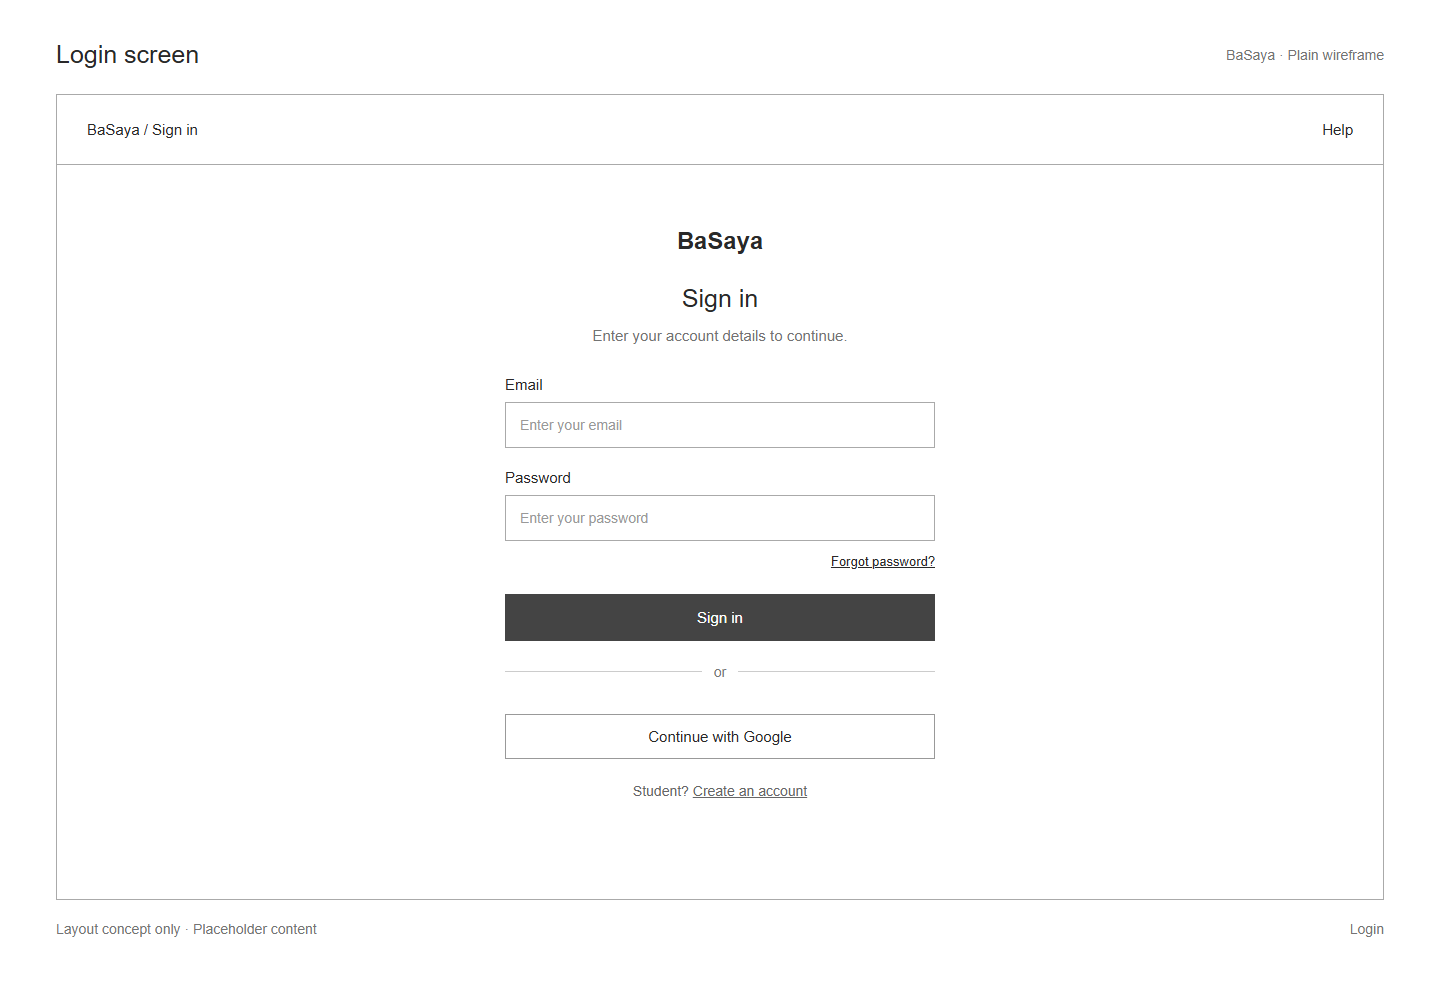 Login screen
BaSaya · Plain wireframe
BaSaya / Sign in
Help
BaSaya
Sign in
Enter your account details to continue.
Email
Enter your email
Password
Enter your password
Forgot password?
Sign in
or
Continue with Google
Student? Create an account
Layout concept only · Placeholder content
Login